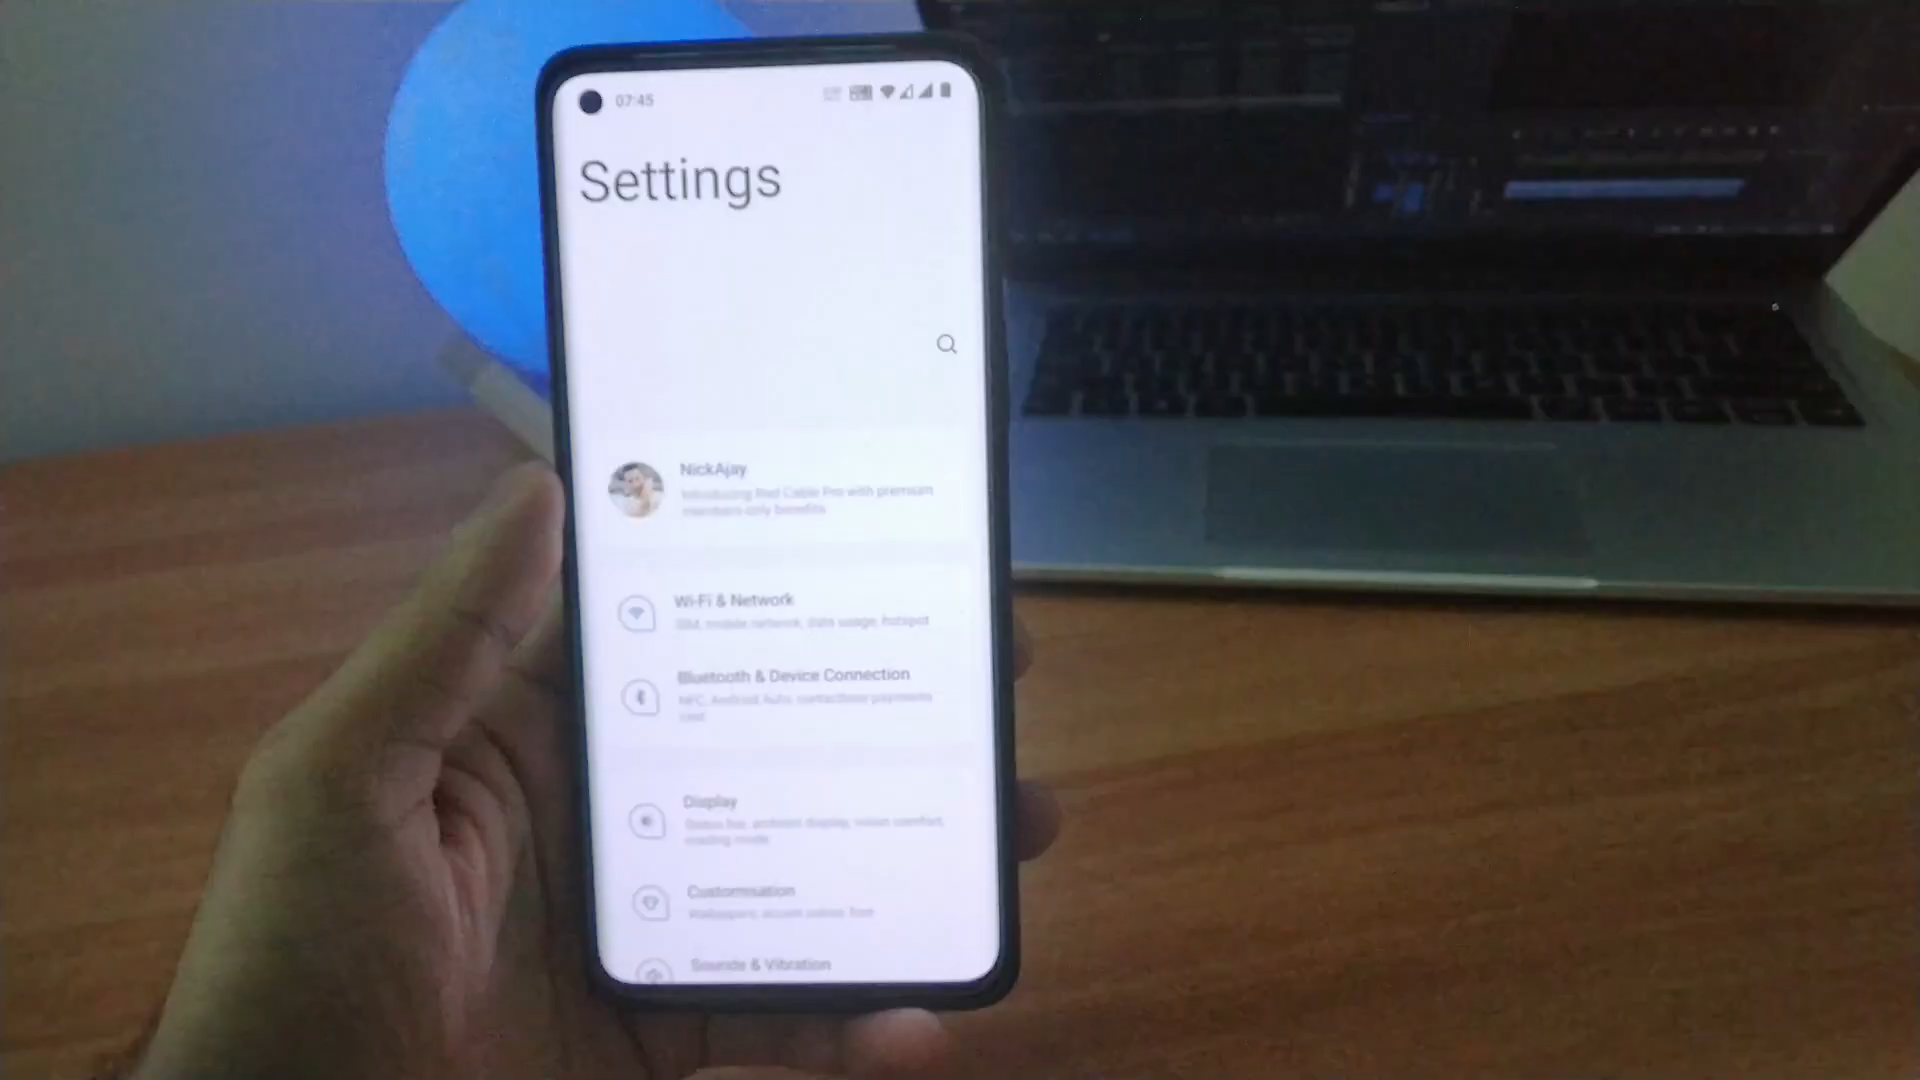 07:45
Settings
NickAjay
Introducing Red Cable Pro with premium
members-only benefits
Wi-Fi & Network
SIM, mobile network, data usage, hotspot
Bluetooth & Device Connection
NFC, Android Auto, contactless payments
Display
Status bar, ambient display, vision comfort,
reading mode
Customisation
Wallpapers, accent colour, font
Sounds & Vibration